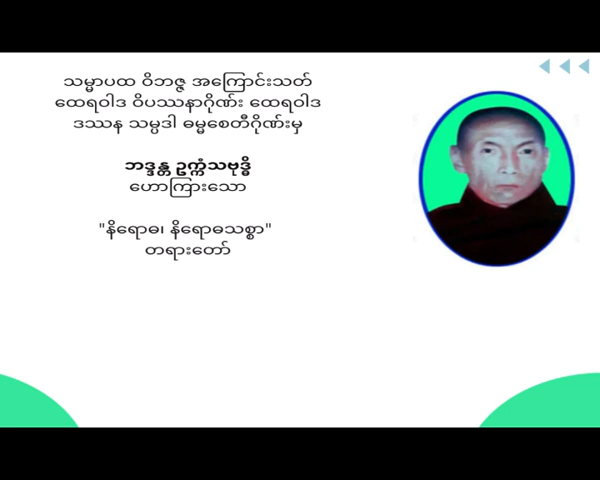 သမ္မာပထ ဝိဘဇ္ဇ အကြောင်းသတ်
ထေရဝါဒ ဝိပဿနာဂိုဏ်း ထေရဝါဒ
ဒဿန သမ္ပဒါ ဓမ္မစေတီဂိုဏ်းမှ
ဘဒ္ဒန္တ ဥက္ကံသဗုဒ္ဓိ
ဟောကြားသော
"နိရောဓ၊ နိရောဓသစ္စာ"
တရားတော်